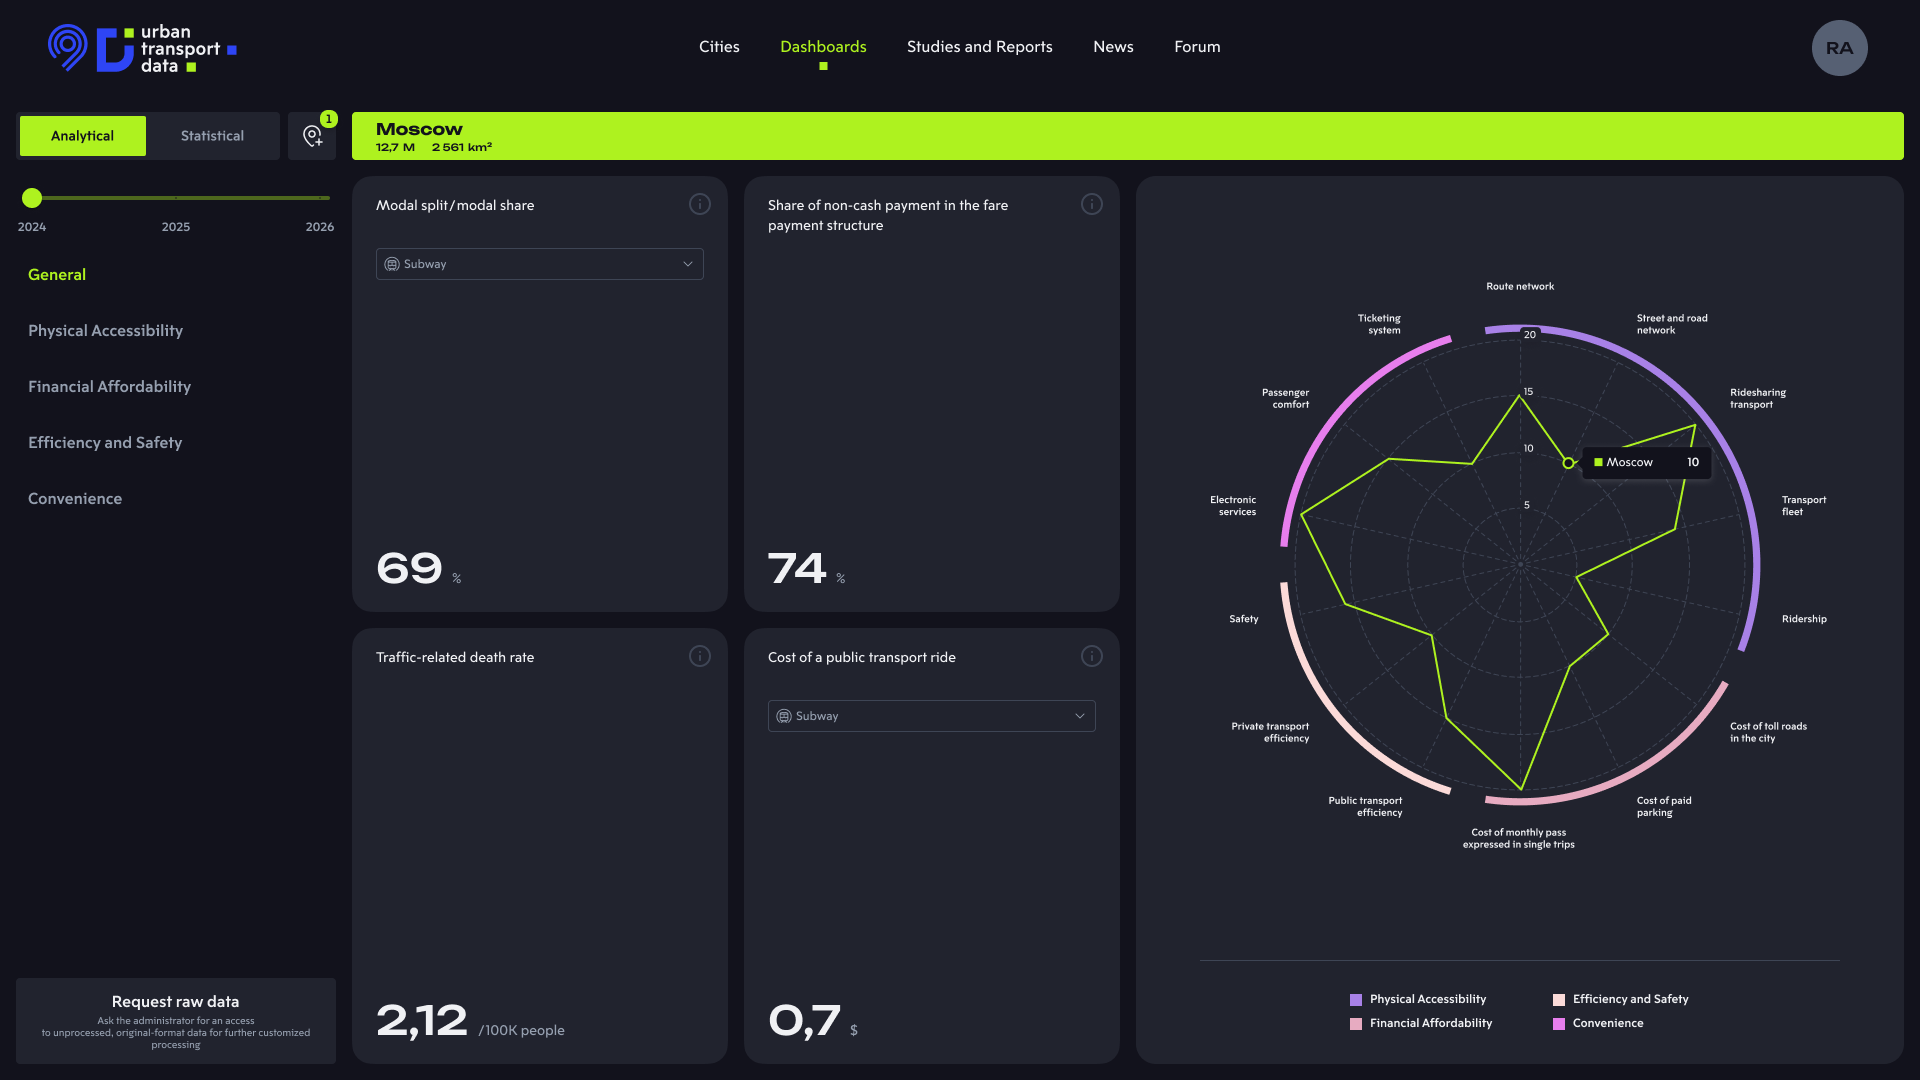 urban
transport
data
Cities
Dashboards
Studies and Reports
News
Forum
RA
Analytical
Statistical
1
Moscow
12,7 M 2 561 km²
2024
2025
2026
General
Physical Accessibility
Financial Affordability
Efficiency and Safety
Convenience
Request raw data
Ask the administrator for an access
to unprocessed, original-format data for further customized
processing
Modal split/modal share
Subway
69 %
Share of non-cash payment in the fare
payment structure
74 %
Traffic-related death rate
2,12 /100K people
Cost of a public transport ride
Subway
0,7 $
Route network
Street and road
network
Ridesharing
transport
Transport
fleet
Ridership
Cost of toll roads
in the city
Cost of paid
parking
Cost of monthly pass
expressed in single trips
Public transport
efficiency
Private transport
efficiency
Safety
Electronic
services
Passenger
comfort
Ticketing
system
20
15
10
5
Moscow 10
Physical Accessibility
Financial Affordability
Efficiency and Safety
Convenience